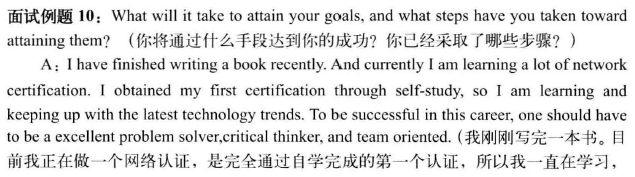 面试例题 10：What will it take to attain your goals, and what steps have you taken toward
attaining them? （你将通过什么手段达到你的成功？你已经采取了哪些步骤？）
A：I have finished writing a book recently. And currently I am learning a lot of network
certification. I obtained my first certification through self-study, so I am learning and
keeping up with the latest technology trends. To be successful in this career, one should have
to be a excellent problem solver,critical thinker, and team oriented.（我刚刚写完一本书。目
前我正在做一个网络认证，是完全通过自学完成的第一个认证，所以我一直在学习，